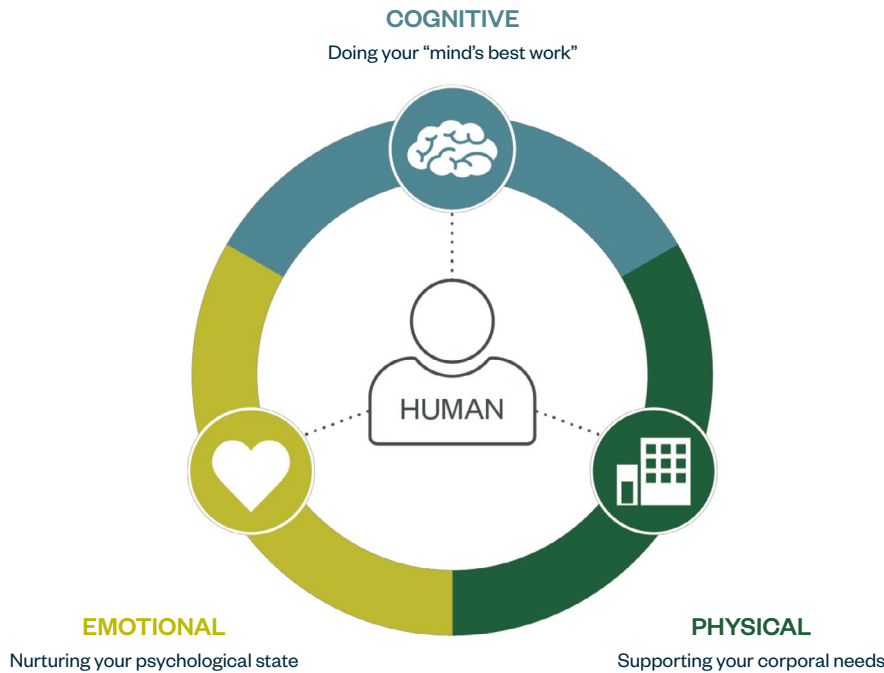 COGNITIVE
Doing your “mind’s best work”
HUMAN
EMOTIONAL
Nurturing your psychological state
PHYSICAL
Supporting your corporal needs